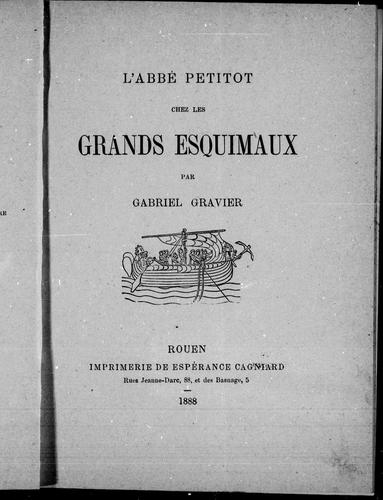 L'ABBÉ PETITOT
CHEZ LES
GRANDS ESQUIMAUX
PAR
GABRIEL GRAVIER
ROUEN
IMPRIMERIE DE ESPÉRANCE CAGNIARD
Rues Jeanne-Darc, 88, et des Basnage, 5
1888